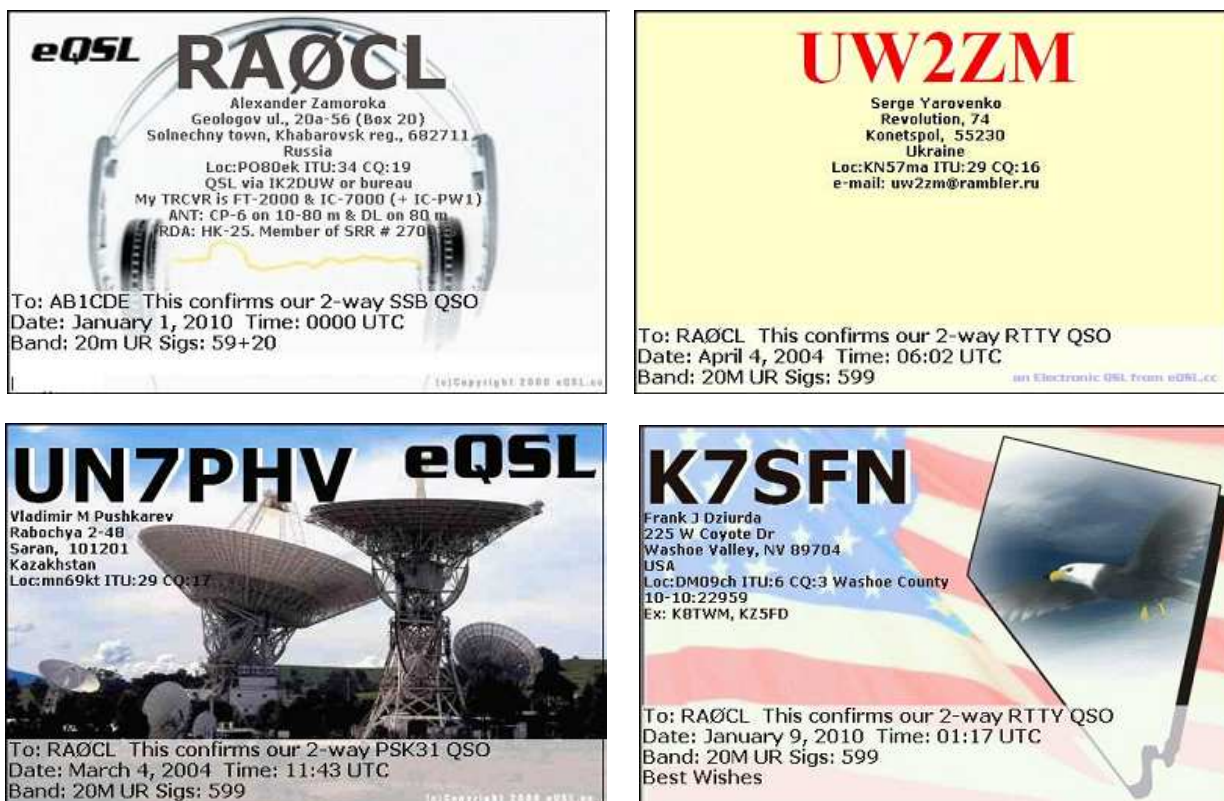 eQSL RAØCL
Alexander Zamoroka
Geologov ul., 20a-56 (Box 20)
Solnechny town, Khabarovsk reg., 682711
Russia
Loc:PO80ek ITU:34 CQ:19
QSL via IK2DUW or bureau
My TRCVR is FT-2000 & IC-7000 (+ IC-PW1)
ANT: CP-6 on 10-80 m & DL on 80 m
RDA: HK-25. Member of SRR # 270
To: AB1CDE This confirms our 2-way SSB QSO
Date: January 1, 2010 Time: 0000 UTC
Band: 20m UR Sigs: 59+20
(c)Copyright 2000 eQSL.cc
UW2ZM
Serge Yarovenko
Revolution, 74
Konetspol, 55230
Ukraine
Loc:KN57ma ITU:29 CQ:16
e-mail: uw2zm@rambler.ru
To: RAØCL This confirms our 2-way RTTY QSO
Date: April 4, 2004 Time: 06:02 UTC
Band: 20M UR Sigs: 599
an Electronic QSL from eQSL.cc
UN7PHV eQSL
Vladimir M Pushkarev
Rabochya 2-48
Saran, 101201
Kazakhstan
Loc:mn69kt ITU:29 CQ:17
To: RAØCL This confirms our 2-way PSK31 QSO
Date: March 4, 2004 Time: 11:43 UTC
Band: 20M UR Sigs: 599
(c)Copyright 2000 eQSL.cc
K7SFN
Frank J Dziurda
225 W Coyote Dr
Washoe Valley, NV 89704
USA
Loc:DM09ch ITU:6 CQ:3 Washoe County
10-10:22959
Ex: K8TWM, KZ5FD
To: RAØCL This confirms our 2-way RTTY QSO
Date: January 9, 2010 Time: 01:17 UTC
Band: 20M UR Sigs: 599
Best Wishes